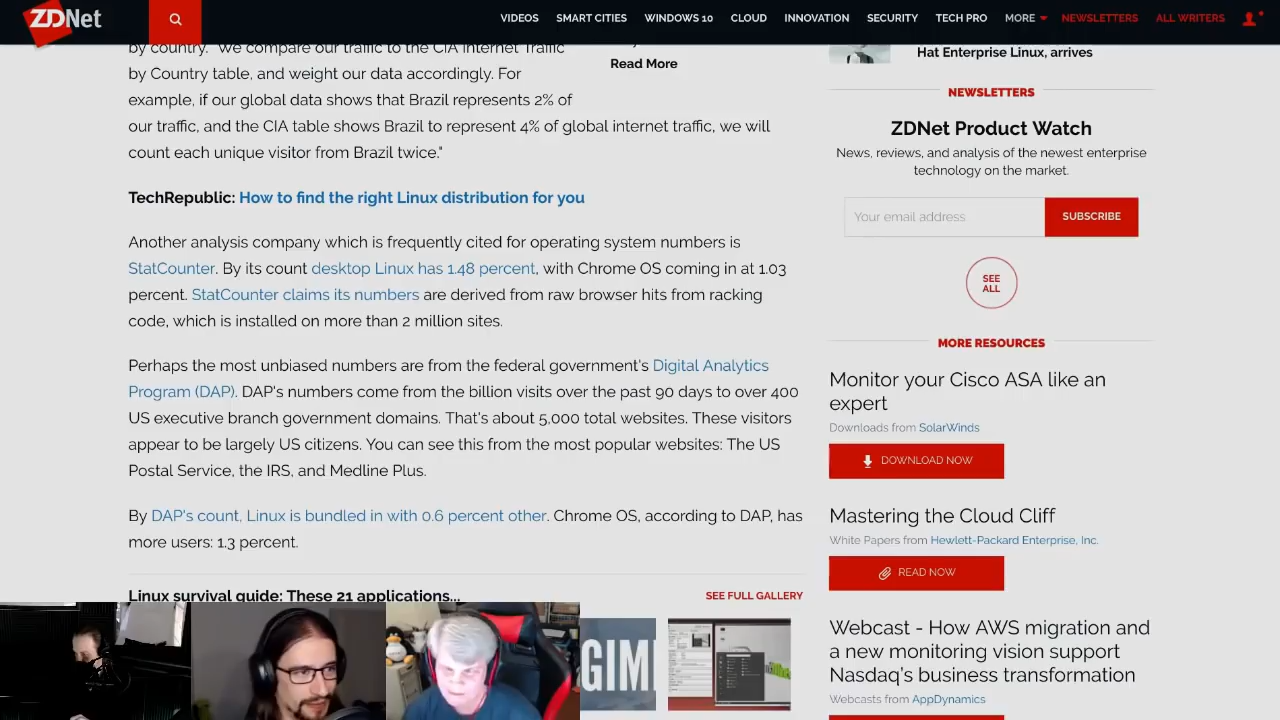 ZDNet
VIDEOS SMART CITIES WINDOWS 10 CLOUD INNOVATION SECURITY TECH PRO MORE NEWSLETTERS ALL WRITERS
by country. "We compare our traffic to the CIA Internet Traffic
by Country table, and weight our data accordingly. For
example, if our global data shows that Brazil represents 2% of
our traffic, and the CIA table shows Brazil to represent 4% of global internet traffic, we will
count each unique visitor from Brazil twice."
Read More
TechRepublic: How to find the right Linux distribution for you
Another analysis company which is frequently cited for operating system numbers is
StatCounter. By its count desktop Linux has 1.48 percent, with Chrome OS coming in at 1.03
percent. StatCounter claims its numbers are derived from raw browser hits from racking
code, which is installed on more than 2 million sites.
Perhaps the most unbiased numbers are from the federal government's Digital Analytics
Program (DAP). DAP's numbers come from the billion visits over the past 90 days to over 400
US executive branch government domains. That's about 5,000 total websites. These visitors
appear to be largely US citizens. You can see this from the most popular websites: The US
Postal Service, the IRS, and Medline Plus.
By DAP's count, Linux is bundled in with 0.6 percent other. Chrome OS, according to DAP, has
more users: 1.3 percent.
Linux survival guide: These 21 applications...
SEE FULL GALLERY
GIM
Hat Enterprise Linux, arrives
NEWSLETTERS
ZDNet Product Watch
News, reviews, and analysis of the newest enterprise
technology on the market.
Your email address
SUBSCRIBE
SEE
ALL
MORE RESOURCES
Monitor your Cisco ASA like an
expert
Downloads from SolarWinds
DOWNLOAD NOW
Mastering the Cloud Cliff
White Papers from Hewlett-Packard Enterprise, Inc.
READ NOW
Webcast - How AWS migration and
a new monitoring vision support
Nasdaq's business transformation
Webcasts from AppDynamics